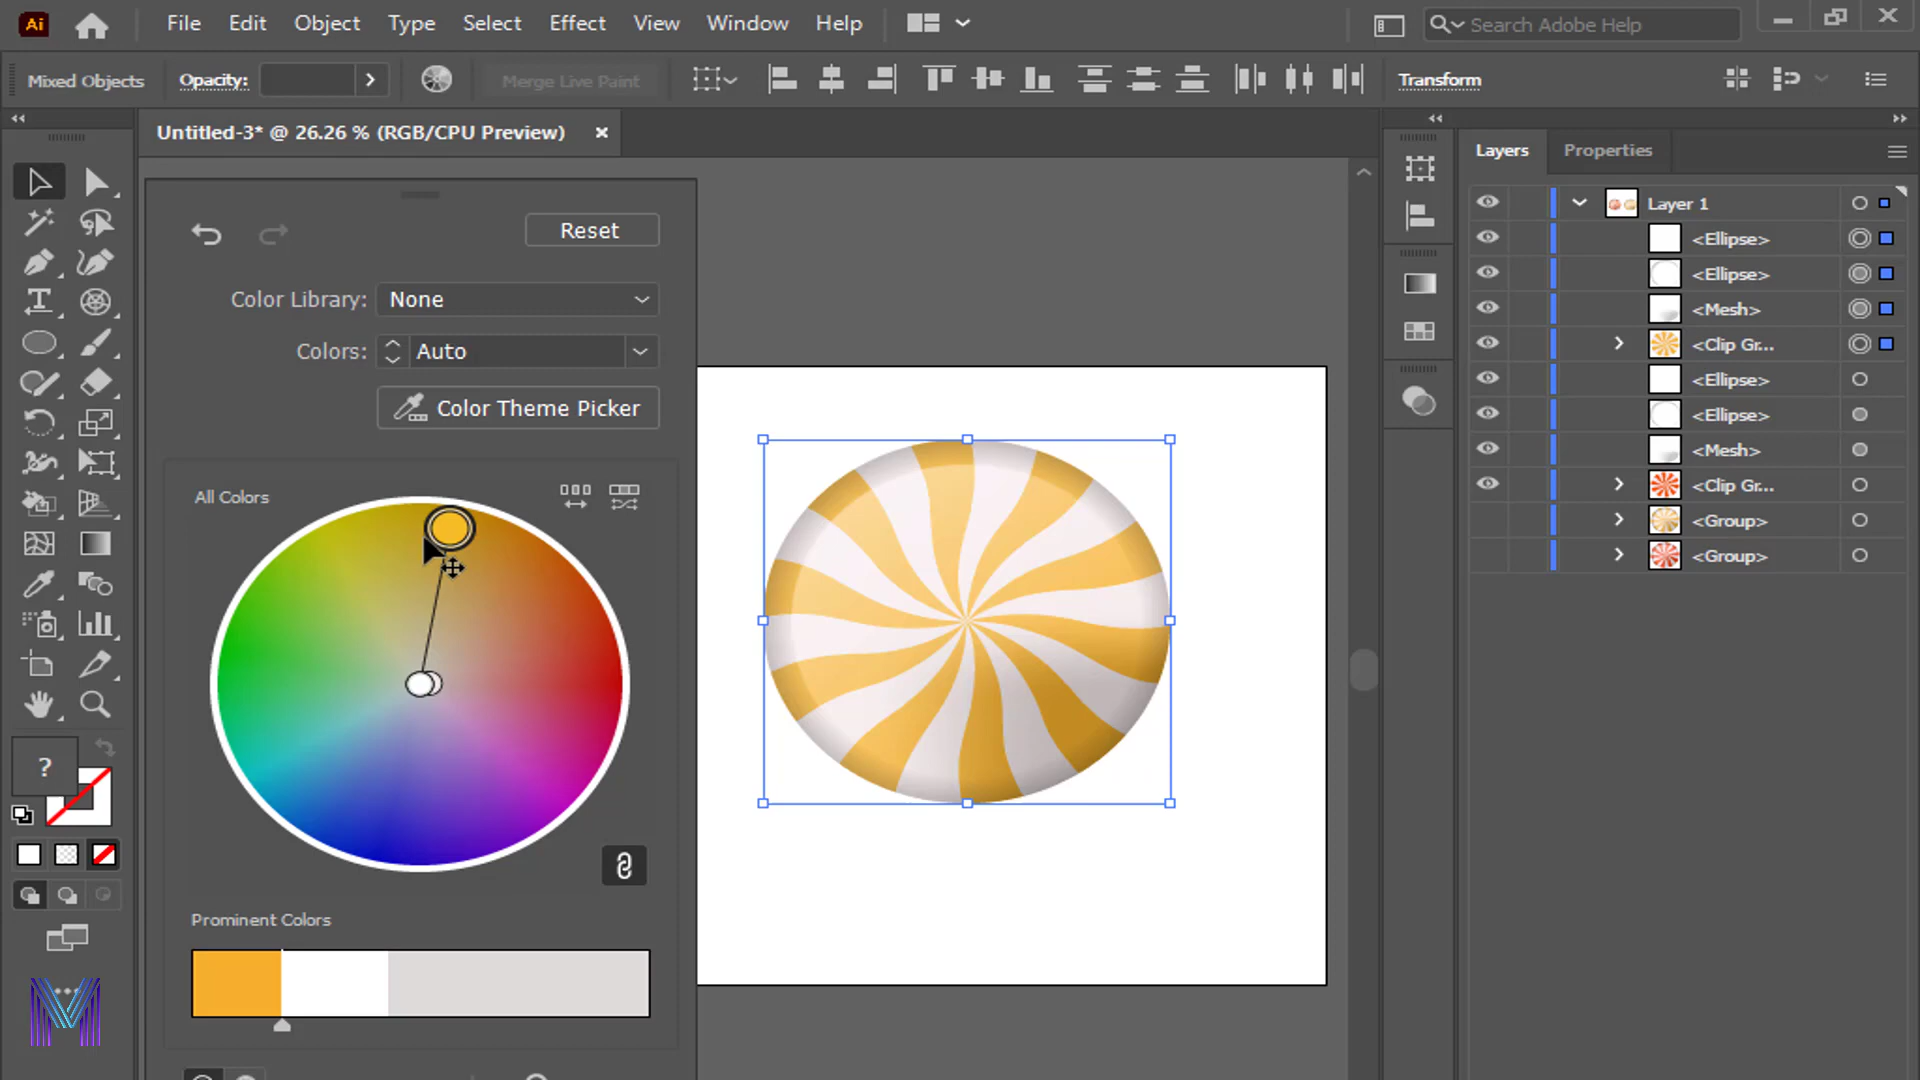 Ai File Edit Object Type Select Effect View Window Help Search Adobe Help
Mixed Objects Opacity: Merge Live Paint Transform
Untitled-3* @ 26.26 % (RGB/CPU Preview)
Layers Properties
Layer 1
<Ellipse>
<Ellipse>
<Mesh>
<Clip Gr...
<Ellipse>
<Ellipse>
<Mesh>
<Clip Gr...
<Group>
<Group>
Reset
Color Library: None
Colors: Auto
Color Theme Picker
All Colors
?
Prominent Colors